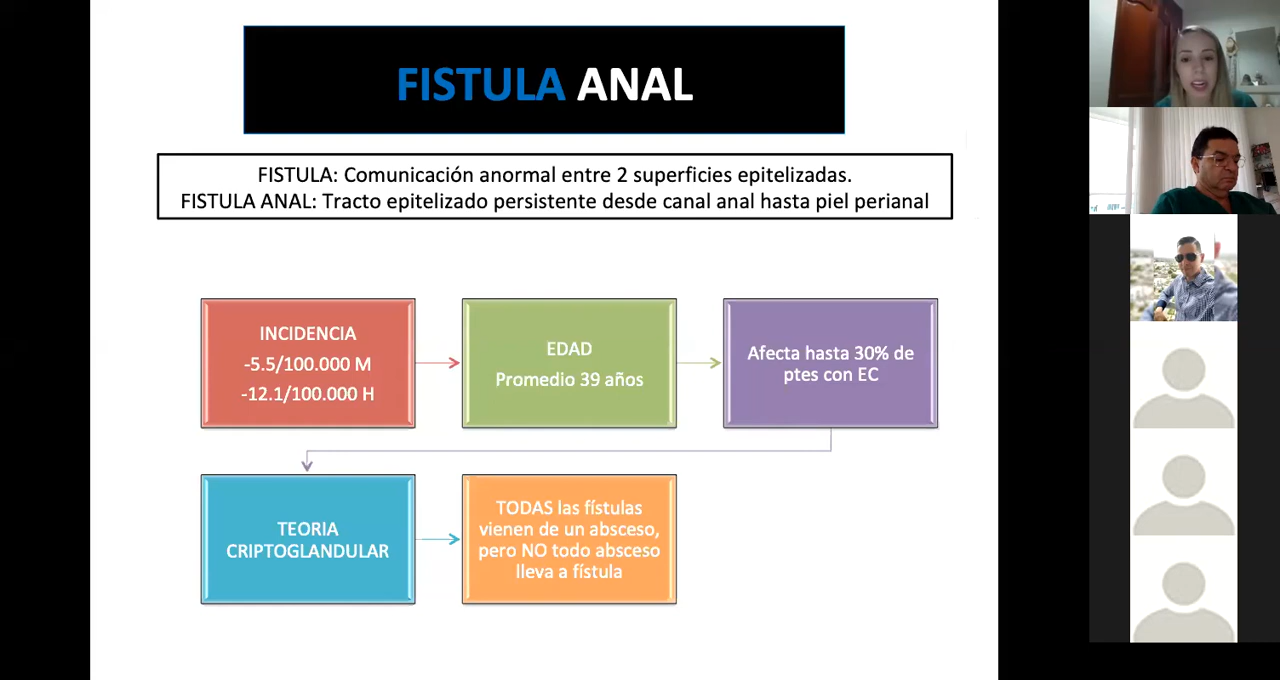 FISTULA ANAL
FISTULA: Comunicación anormal entre 2 superficies epitelizadas.
FISTULA ANAL: Tracto epitelizado persistente desde canal anal hasta piel perianal
INCIDENCIA
-5.5/100.000 M
-12.1/100.000 H
EDAD
Promedio 39 años
Afecta hasta 30% de
ptes con EC
TEORIA
CRIPTOGLANDULAR
TODAS las fístulas
vienen de un absceso,
pero NO todo absceso
lleva a fístula